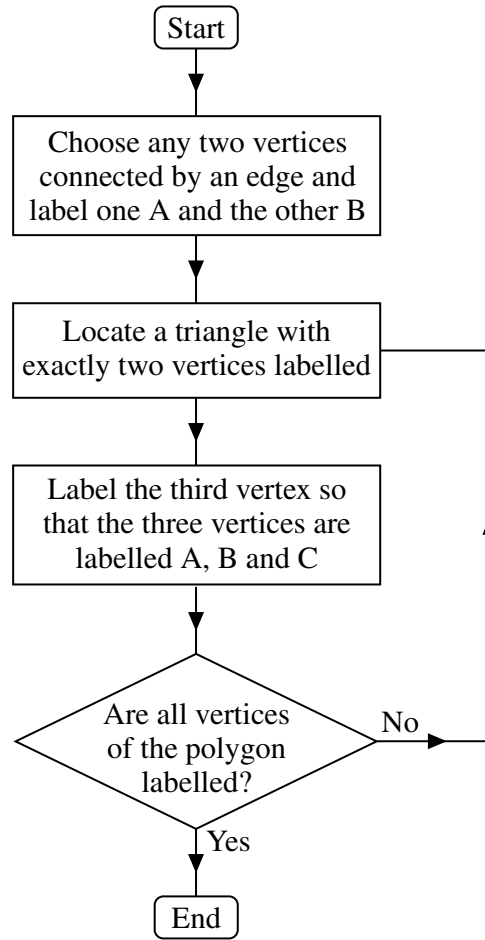 Start
Choose any two vertices
connected by an edge and
label one A and the other B
Locate a triangle with
exactly two vertices labelled
Label the third vertex so
that the three vertices are
labelled A, B and C
Are all vertices
of the polygon
labelled?
No
Yes
End